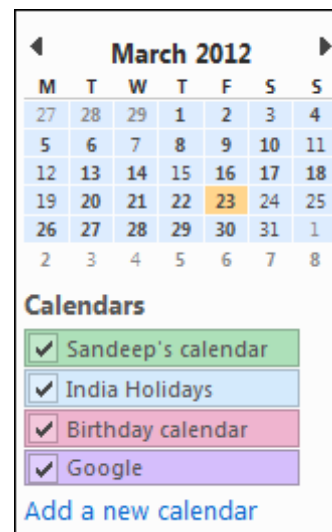 March 2012
M T W T F S S
27 28 29 1 2 3 4
5 6 7 8 9 10 11
12 13 14 15 16 17 18
19 20 21 22 23 24 25
26 27 28 29 30 31 1
2 3 4 5 6 7 8
Calendars
Sandeep's calendar
India Holidays
Birthday calendar
Google
Add a new calendar